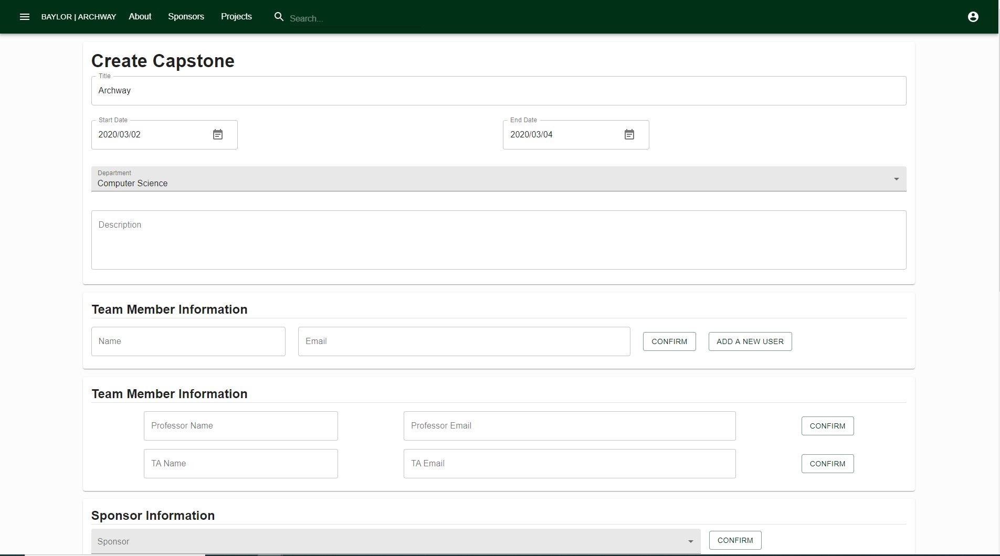 BAYLOR | ARCHWAY About Sponsors Projects Search...
Create Capstone
Title
Archway
Start Date End Date
2020/03/02 2020/03/04
Department
Computer Science
Description
Team Member Information
Name Email CONFIRM ADD A NEW USER
Team Member Information
Professor Name Professor Email CONFIRM
TA Name TA Email CONFIRM
Sponsor Information
Sponsor CONFIRM